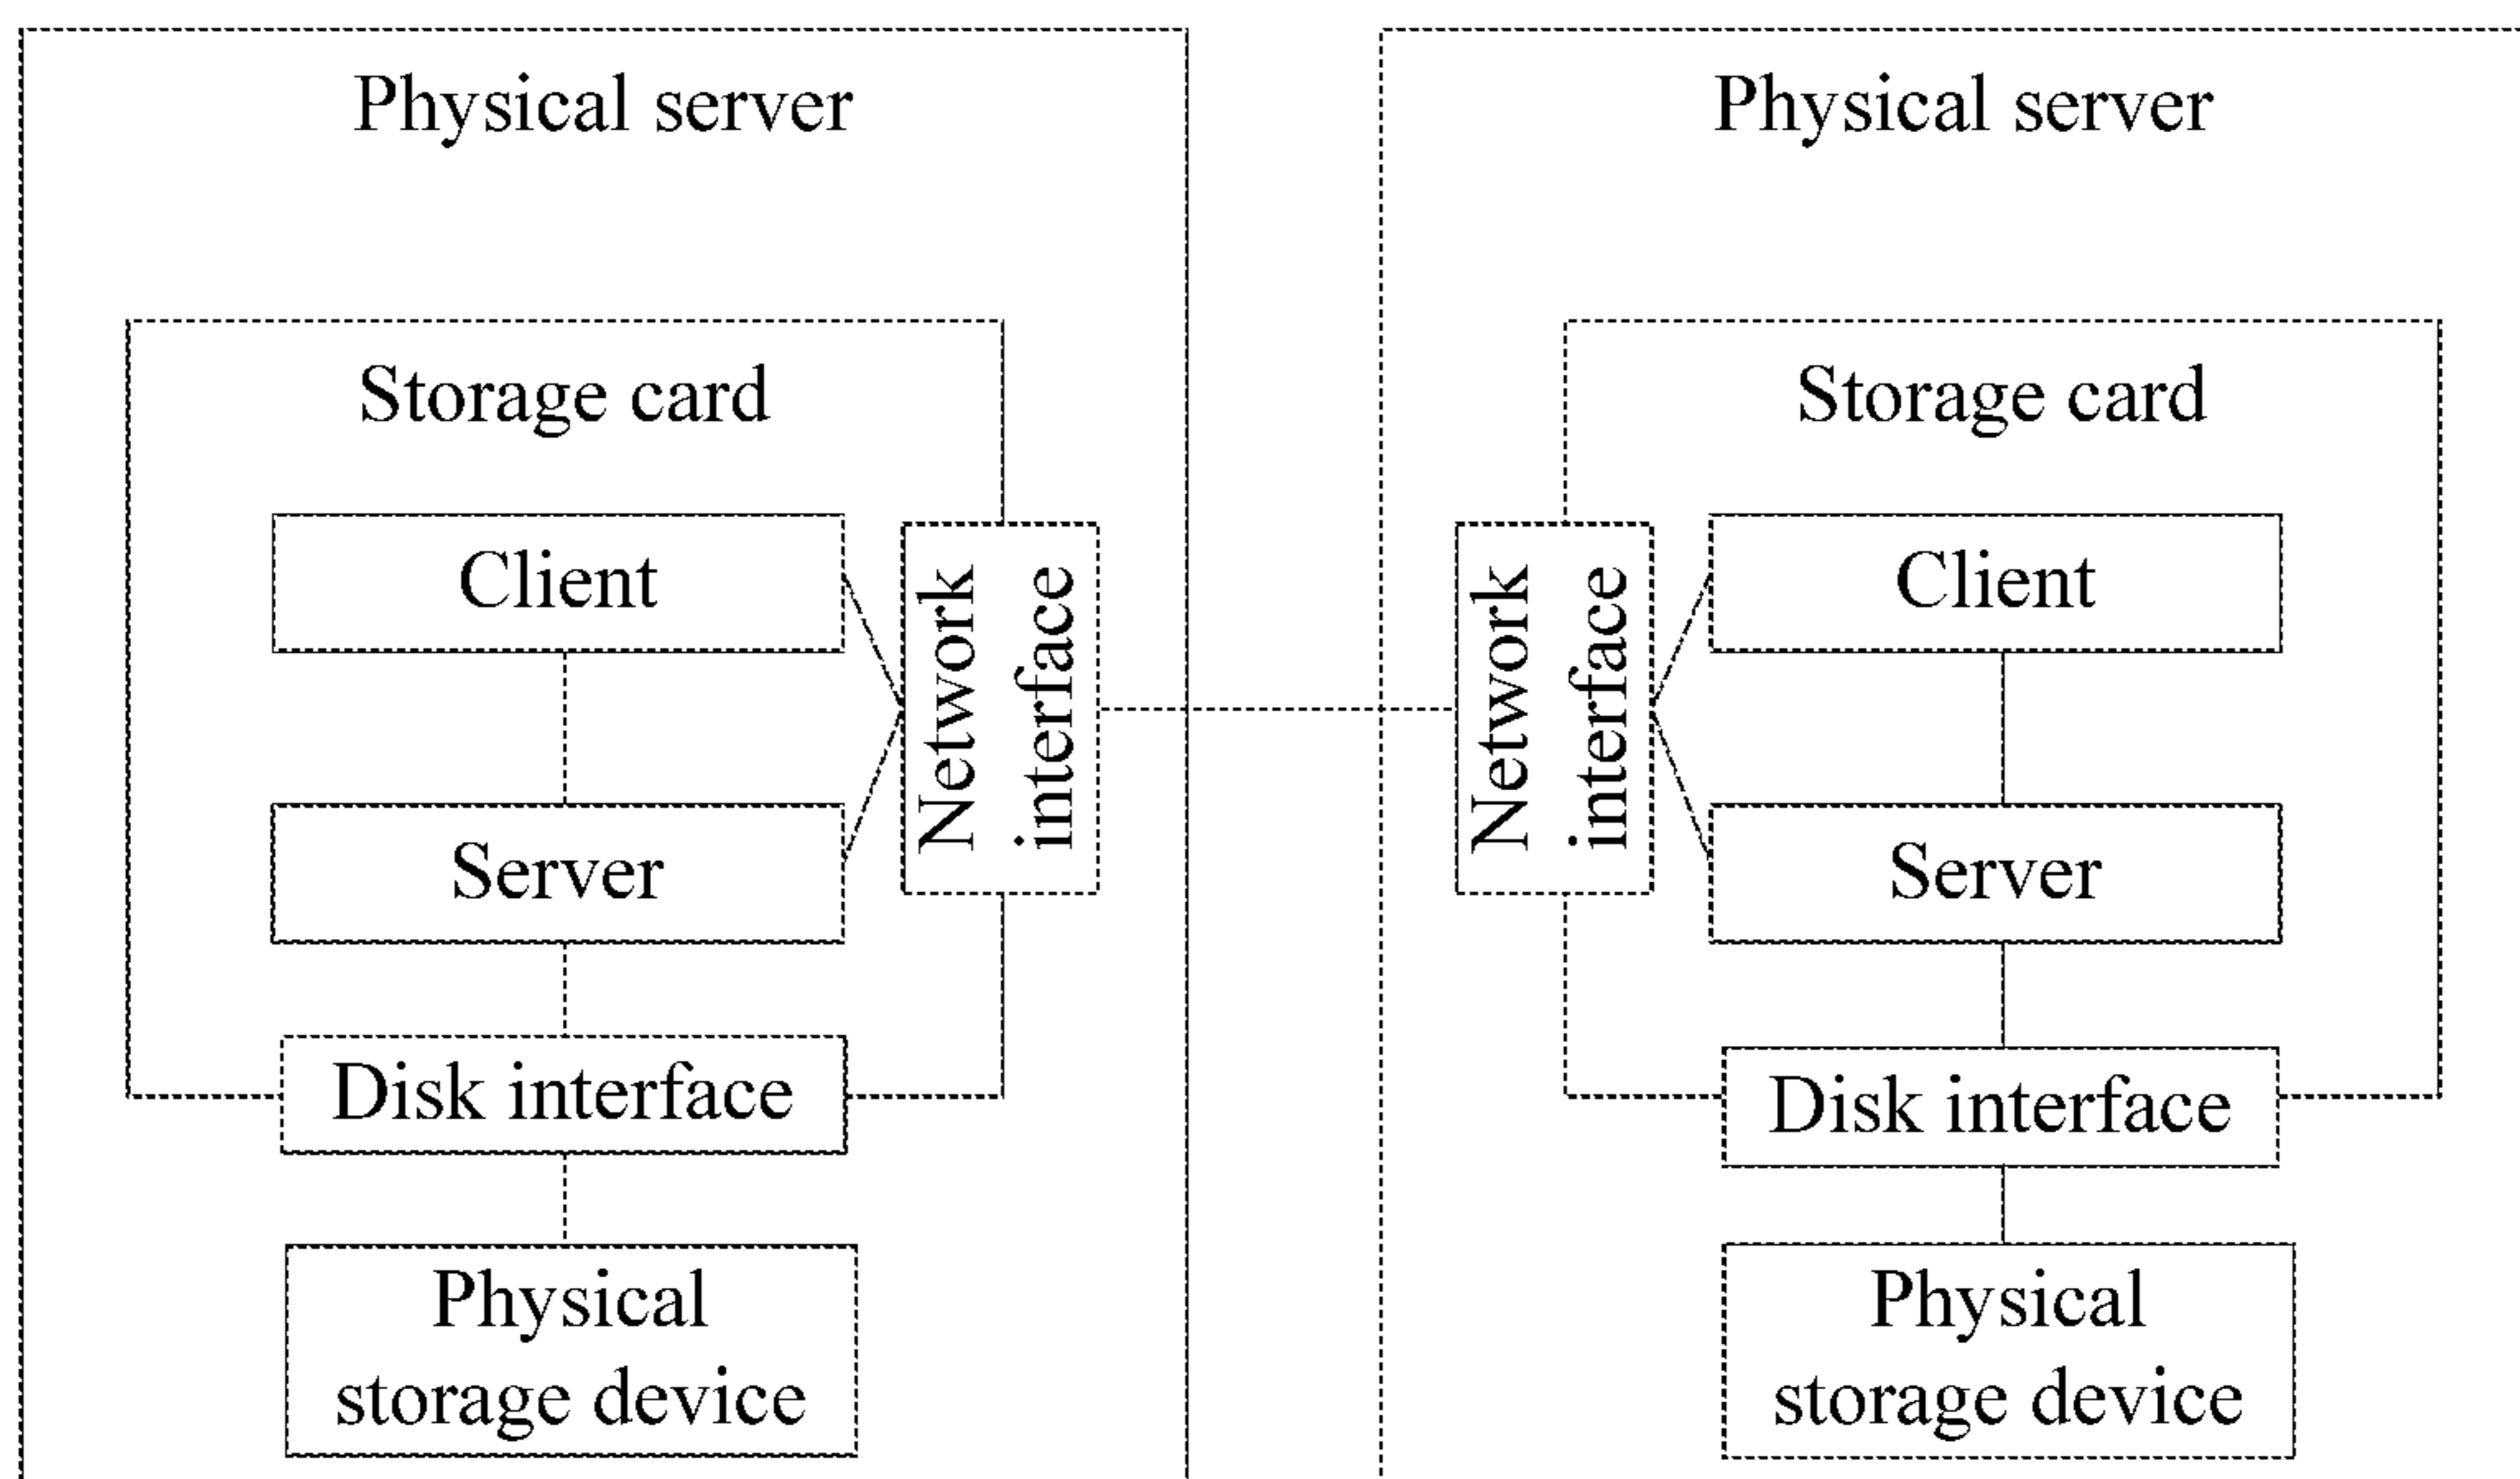 Physical server
Storage card
Client
Network
interface
Server
Disk interface
Physical
storage device
Physical server
Storage card
Network
interface
Client
Server
Disk interface
Physical
storage device